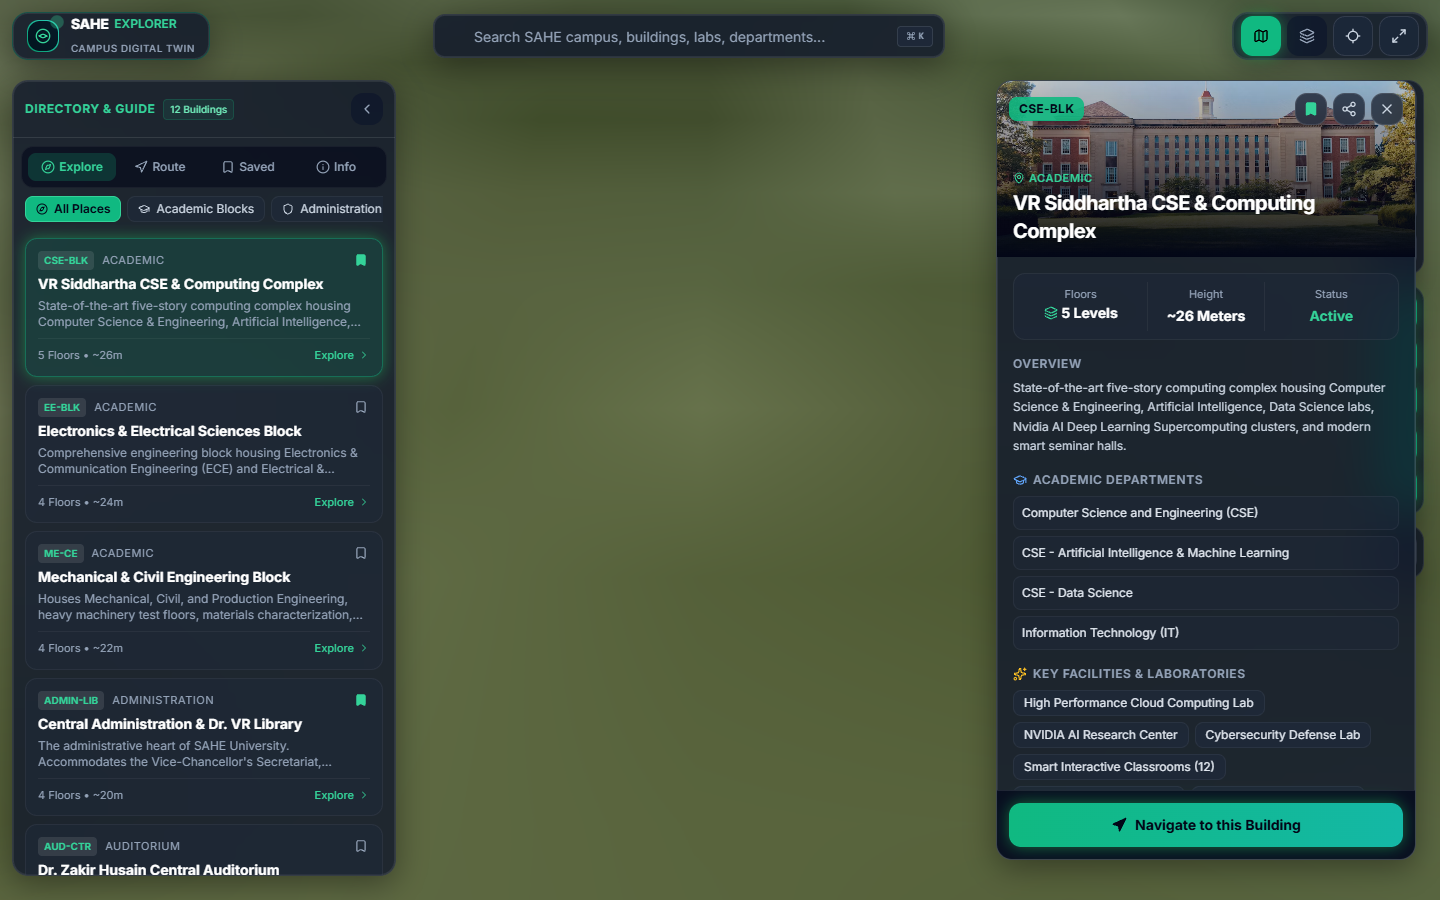 SAHE EXPLORER
CAMPUS DIGITAL TWIN
Search SAHE campus, buildings, labs, departments...
⌘ K
DIRECTORY & GUIDE
12 Buildings
Explore
Route
Saved
Info
All Places
Academic Blocks
Administration
CSE-BLK ACADEMIC
VR Siddhartha CSE & Computing Complex
State-of-the-art five-story computing complex housing
Computer Science & Engineering, Artificial Intelligence,...
5 Floors • ~26m
Explore
EE-BLK ACADEMIC
Electronics & Electrical Sciences Block
Comprehensive engineering block housing Electronics &
Communication Engineering (ECE) and Electrical &...
4 Floors • ~24m
Explore
ME-CE ACADEMIC
Mechanical & Civil Engineering Block
Houses Mechanical, Civil, and Production Engineering,
heavy machinery test floors, materials characterization,...
4 Floors • ~22m
Explore
ADMIN-LIB ADMINISTRATION
Central Administration & Dr. VR Library
The administrative heart of SAHE University.
Accommodates the Vice-Chancellor's Secretariat,...
4 Floors • ~20m
Explore
AUD-CTR AUDITORIUM
Dr. Zakir Husain Central Auditorium
CSE-BLK
ACADEMIC
VR Siddhartha CSE & Computing
Complex
Floors
5 Levels
Height
~26 Meters
Status
Active
OVERVIEW
State-of-the-art five-story computing complex housing Computer
Science & Engineering, Artificial Intelligence, Data Science labs,
Nvidia AI Deep Learning Supercomputing clusters, and modern
smart seminar halls.
ACADEMIC DEPARTMENTS
Computer Science and Engineering (CSE)
CSE - Artificial Intelligence & Machine Learning
CSE - Data Science
Information Technology (IT)
KEY FACILITIES & LABORATORIES
High Performance Cloud Computing Lab
NVIDIA AI Research Center
Cybersecurity Defense Lab
Smart Interactive Classrooms (12)
Navigate to this Building